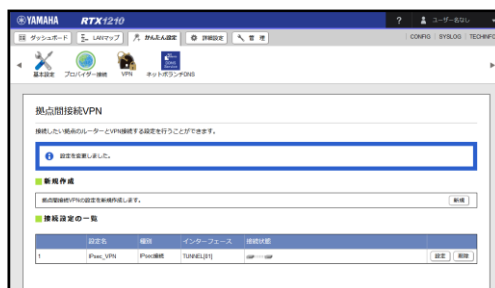 YAMAHA RTX1210
? ユーザー名なし
ダッシュボード LANマップ かんたん設定 詳細設定 管理 CONFIG SYSLOG TECHINFO
基本設定 プロバイダー接続 VPN ネットボランチDNS
拠点間接続VPN
接続したい拠点のルーターとVPN接続する設定を行うことができます。
設定を変更しました。
新規作成
拠点間接続VPNの設定を新規作成します。 新規
接続設定の一覧
設定名 種別 インターフェース 接続状態
1 IPsec_VPN IPsec接続 TUNNEL[01] 設定 削除